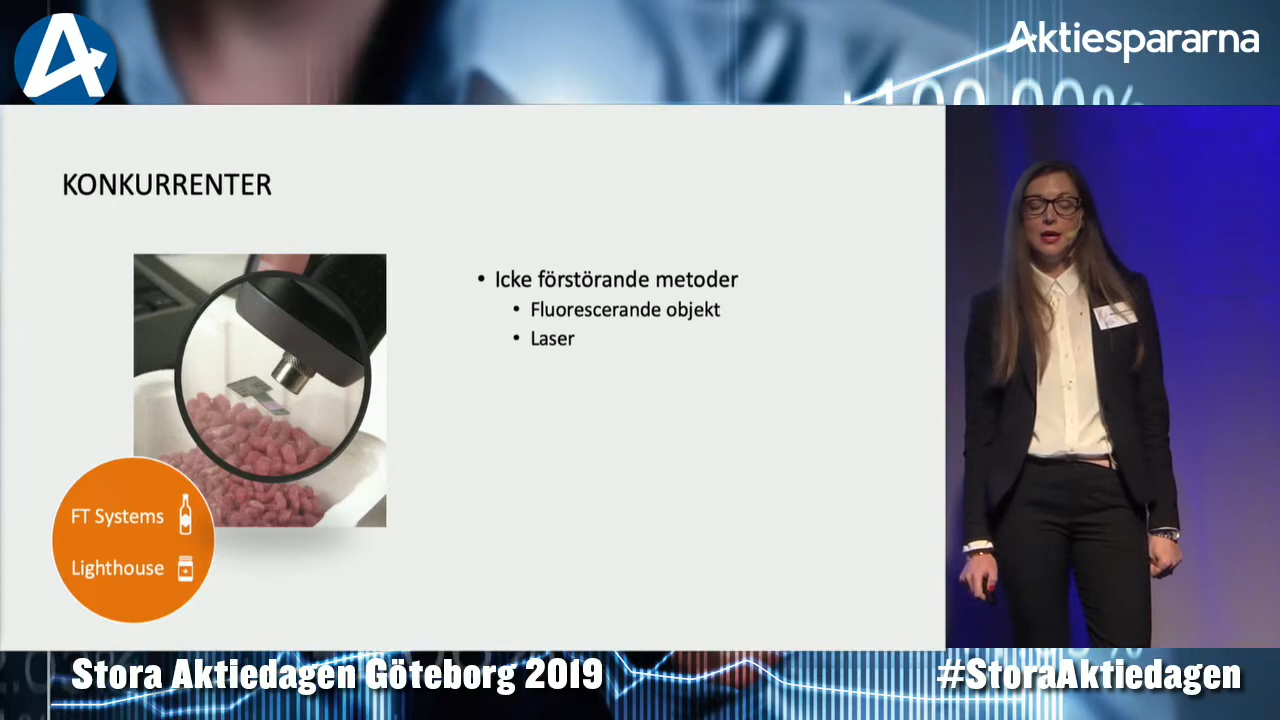 Aktiespararna
KONKURRENTER
• Icke förstörande metoder
• Fluorescerande objekt
• Laser
FT Systems
Lighthouse
Stora Aktiedagen Göteborg 2019
#StoraAktiedagen